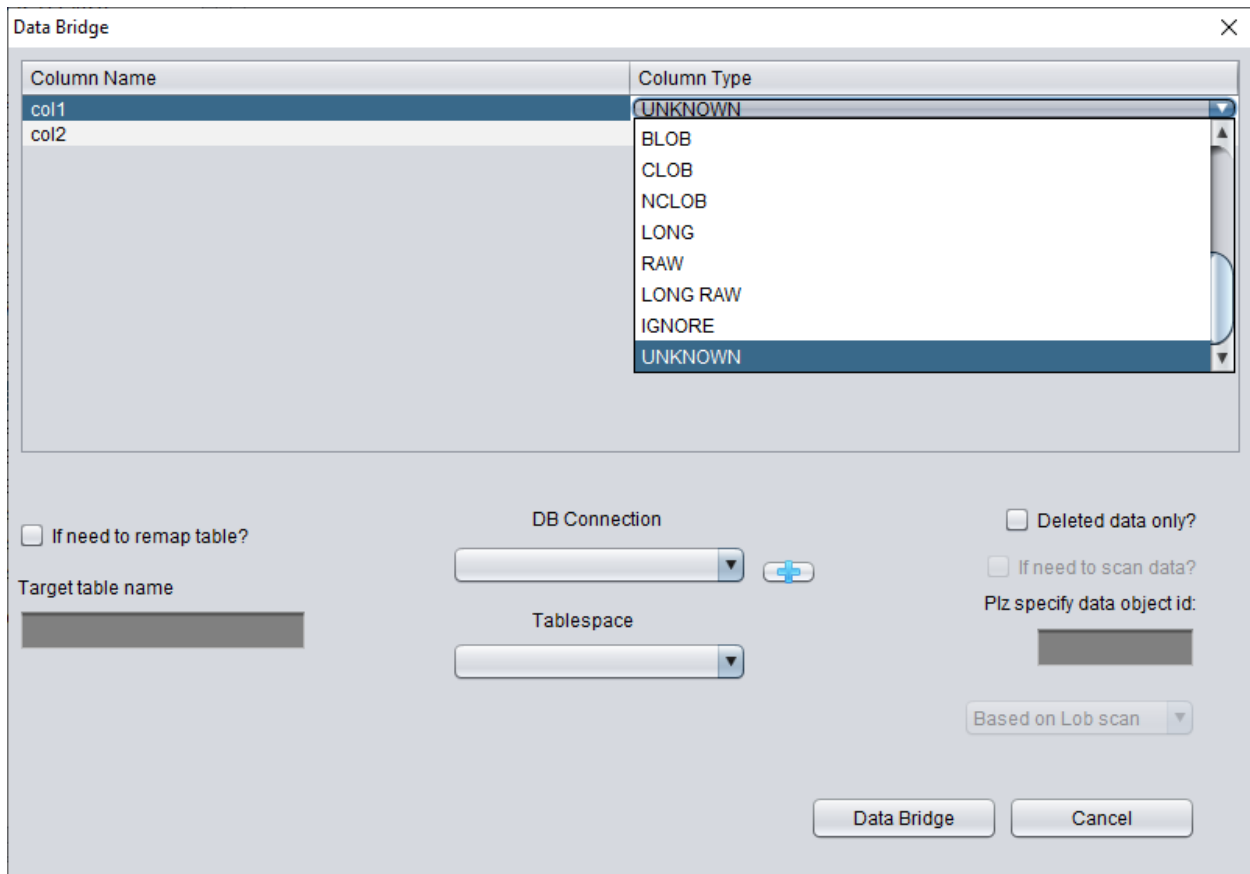 Data Bridge
Column Name Column Type
col1 UNKNOWN
col2
BLOB
CLOB
NCLOB
LONG
RAW
LONG RAW
IGNORE
UNKNOWN
If need to remap table?
Target table name
DB Connection
Tablespace
Deleted data only?
If need to scan data?
Plz specify data object id:
Based on Lob scan
Data Bridge Cancel